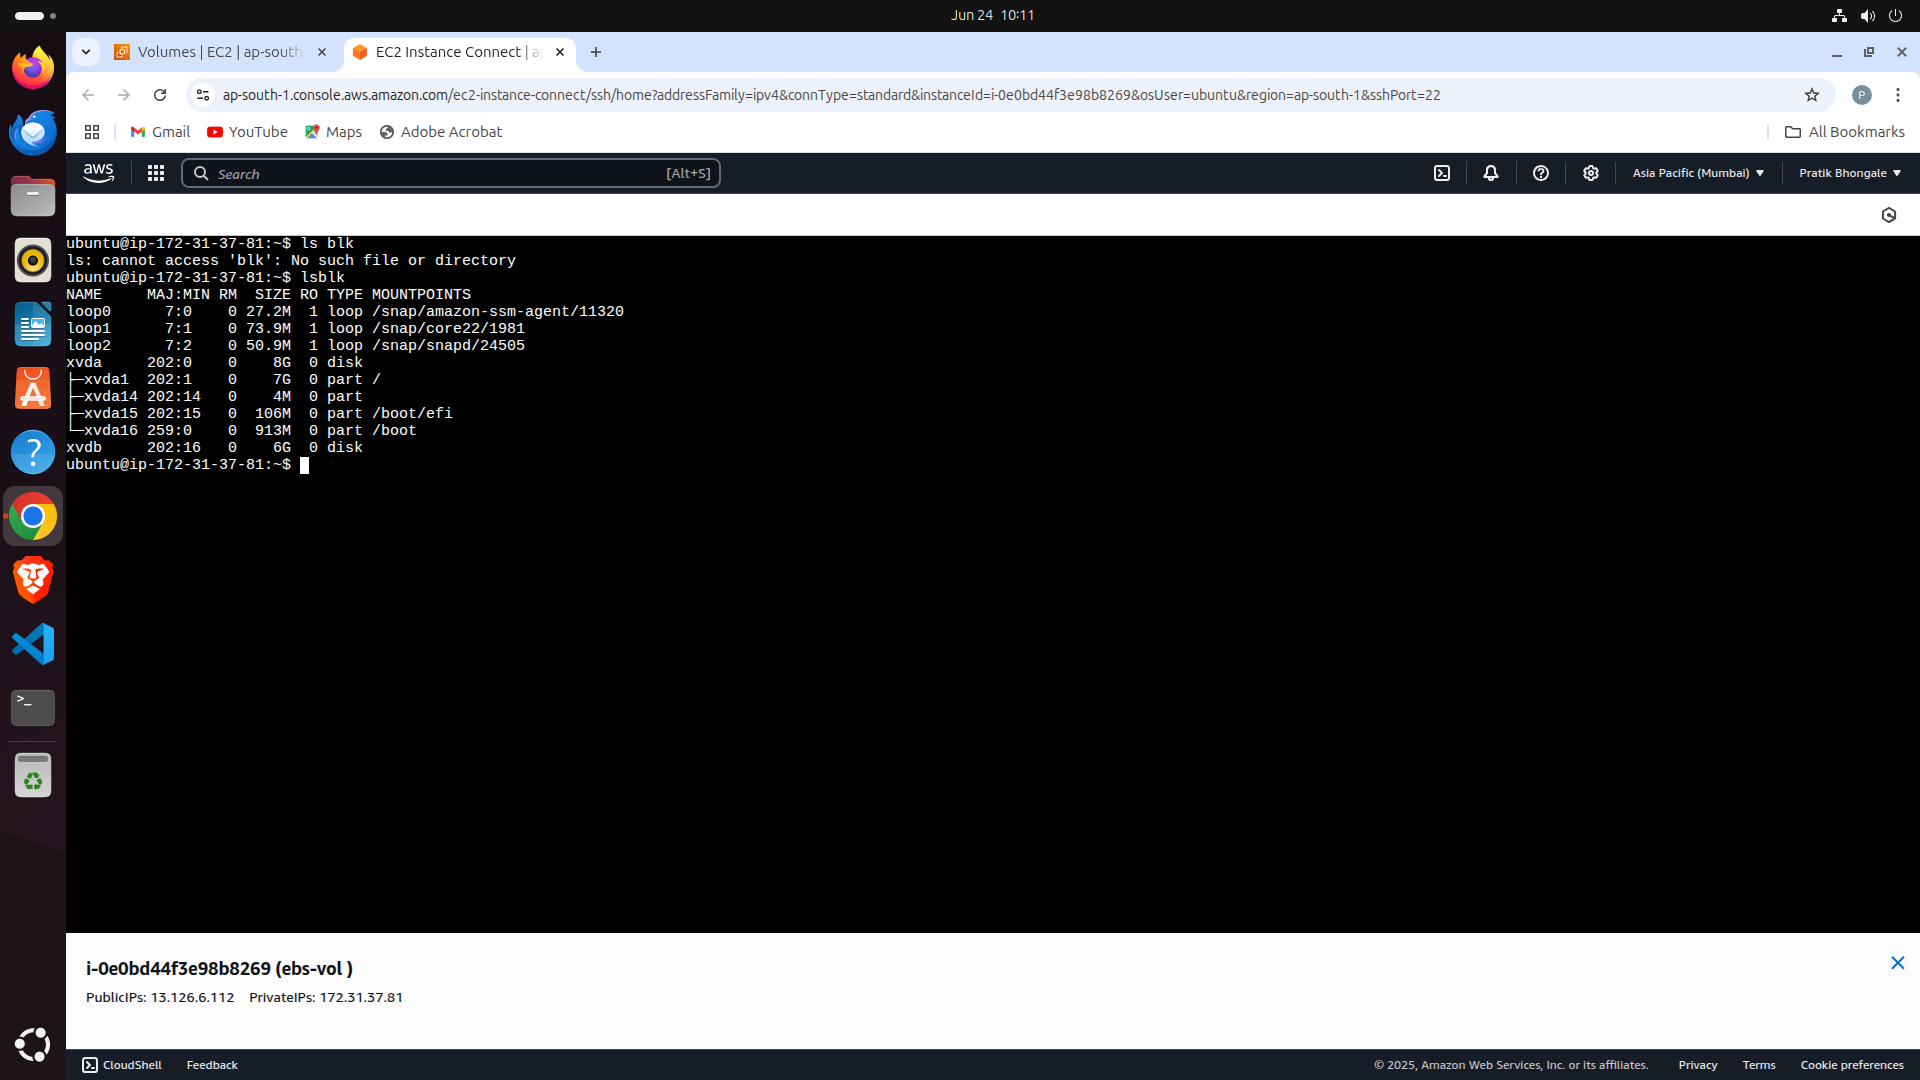 Jun 24 10:11
Volumes | EC2 | ap-south
EC2 Instance Connect | a
ap-south-1.console.aws.amazon.com/ec2-instance-connect/ssh/home?addressFamily=ipv4&connType=standard&instanceId=i-0e0bd44f3e98b8269&osUser=ubuntu&region=ap-south-1&sshPort=22
P
Gmail YouTube Maps Adobe Acrobat All Bookmarks
aws Search [Alt+S] Asia Pacific (Mumbai) Pratik Bhongale
ubuntu@ip-172-31-37-81:~$ ls blk
ls: cannot access 'blk': No such file or directory
ubuntu@ip-172-31-37-81:~$ lsblk
NAME     MAJ:MIN RM  SIZE RO TYPE MOUNTPOINTS
loop0      7:0    0 27.2M  1 loop /snap/amazon-ssm-agent/11320
loop1      7:1    0 73.9M  1 loop /snap/core22/1981
loop2      7:2    0 50.9M  1 loop /snap/snapd/24505
xvda     202:0    0    8G  0 disk
├─xvda1  202:1    0    7G  0 part /
├─xvda14 202:14   0    4M  0 part
├─xvda15 202:15   0  106M  0 part /boot/efi
└─xvda16 259:0    0  913M  0 part /boot
xvdb     202:16   0    6G  0 disk
ubuntu@ip-172-31-37-81:~$
i-0e0bd44f3e98b8269 (ebs-vol )
PublicIPs: 13.126.6.112 PrivateIPs: 172.31.37.81
CloudShell Feedback © 2025, Amazon Web Services, Inc. or its affiliates. Privacy Terms Cookie preferences